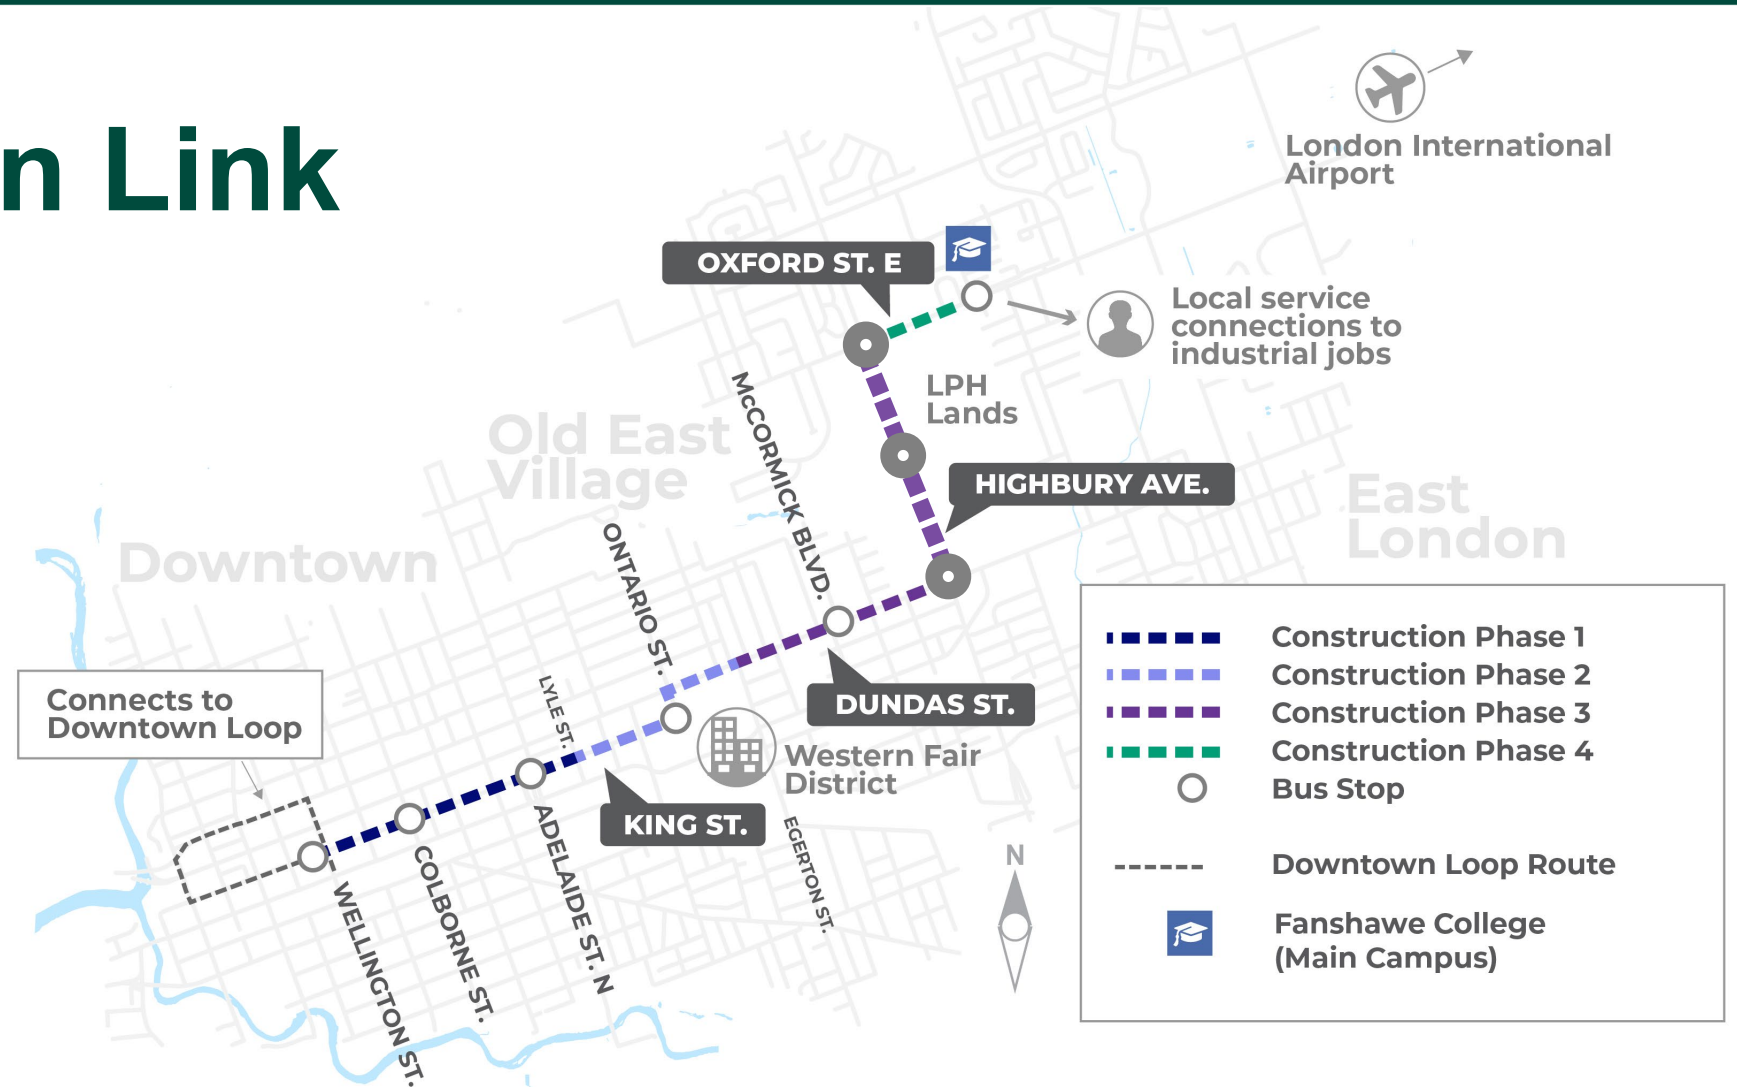 n Link
London International
Airport
OXFORD ST. E
Local service
connections to
industrial jobs
LPH
Lands
McCORMICK BLVD.
Old East
Village
HIGHBURY AVE.
East
London
Downtown
ONTARIO ST.
Connects to
Downtown Loop
LYLE ST.
DUNDAS ST.
Western Fair
District
KING ST.
EGERTON ST.
ADELAIDE ST. N
COLBORNE ST.
WELLINGTON ST.
N
Construction Phase 1
Construction Phase 2
Construction Phase 3
Construction Phase 4
Bus Stop
Downtown Loop Route
Fanshawe College
(Main Campus)